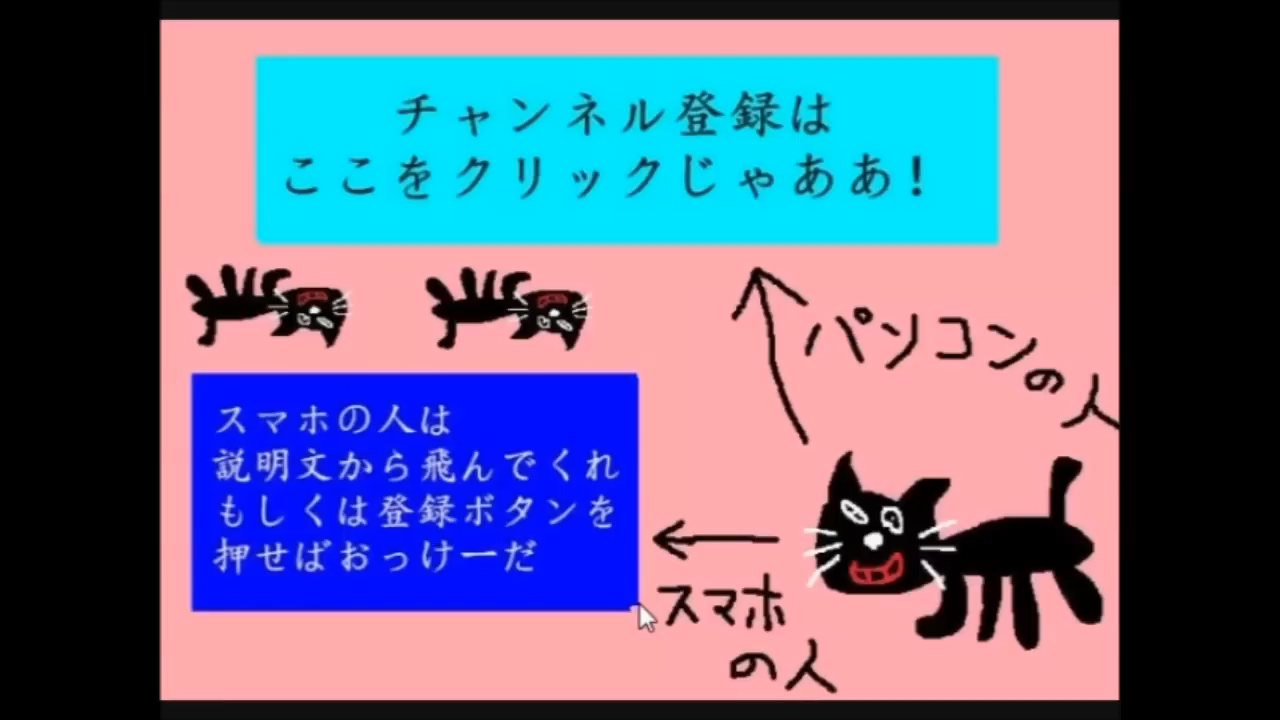 チャンネル登録は
ここをクリックじゃああ!
パソコンの人
スマホの人は
説明文から飛んでくれ
もしくは登録ボタンを
押せばおっけーだ
スマホ
の人